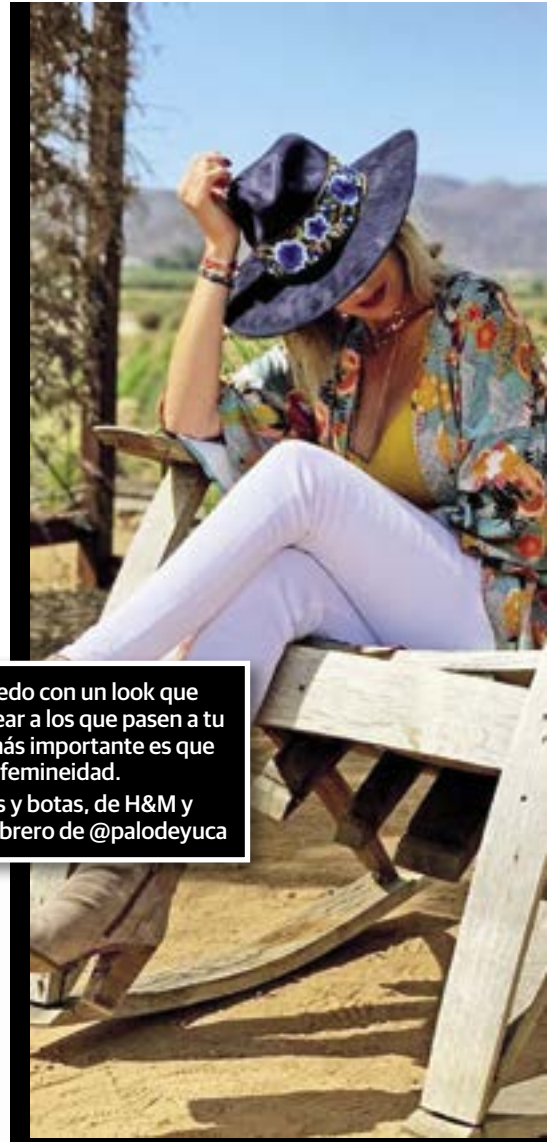 edo con un look que
ear a los que pasen a tu
más importante es que
femineidad.
s y botas, de H&M y
brero de @palodeyuca